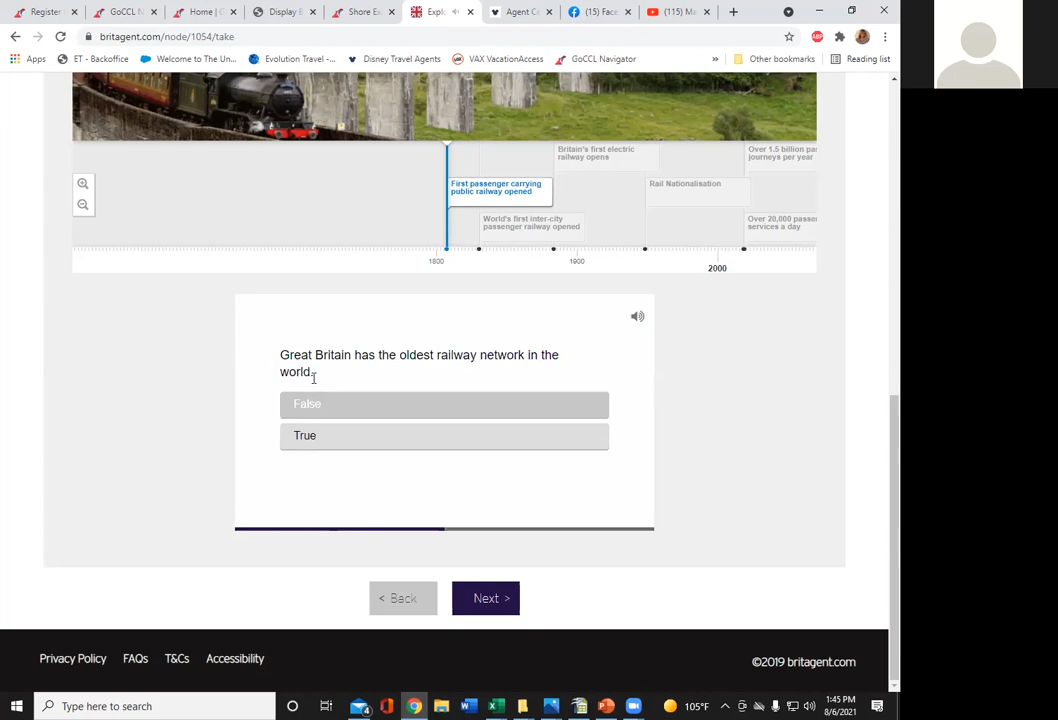 Register
GoCCL N
Home | G
Display B
Shore Ex
Explo
Agent Ce
(15) Face
(115) Ma
britagent.com/node/1054/take
ABP
Apps
ET - Backoffice
Welcome to The Un...
Evolution Travel -...
Disney Travel Agents
VAX VacationAccess
GoCCL Navigator
»
Other bookmarks
Reading list
Britain's first electric
railway opens
Over 1.5 billion pa
journeys per year
First passenger carrying
public railway opened
Rail Nationalisation
World's first inter-city
passenger railway opened
Over 20,000 passe
services a day
1800
1900
2000
Great Britain has the oldest railway network in the
world.
False
True
< Back
Next >
Privacy Policy
FAQs
T&Cs
Accessibility
©2019 britagent.com
Type here to search
4
105°F
1:45 PM
8/6/2021